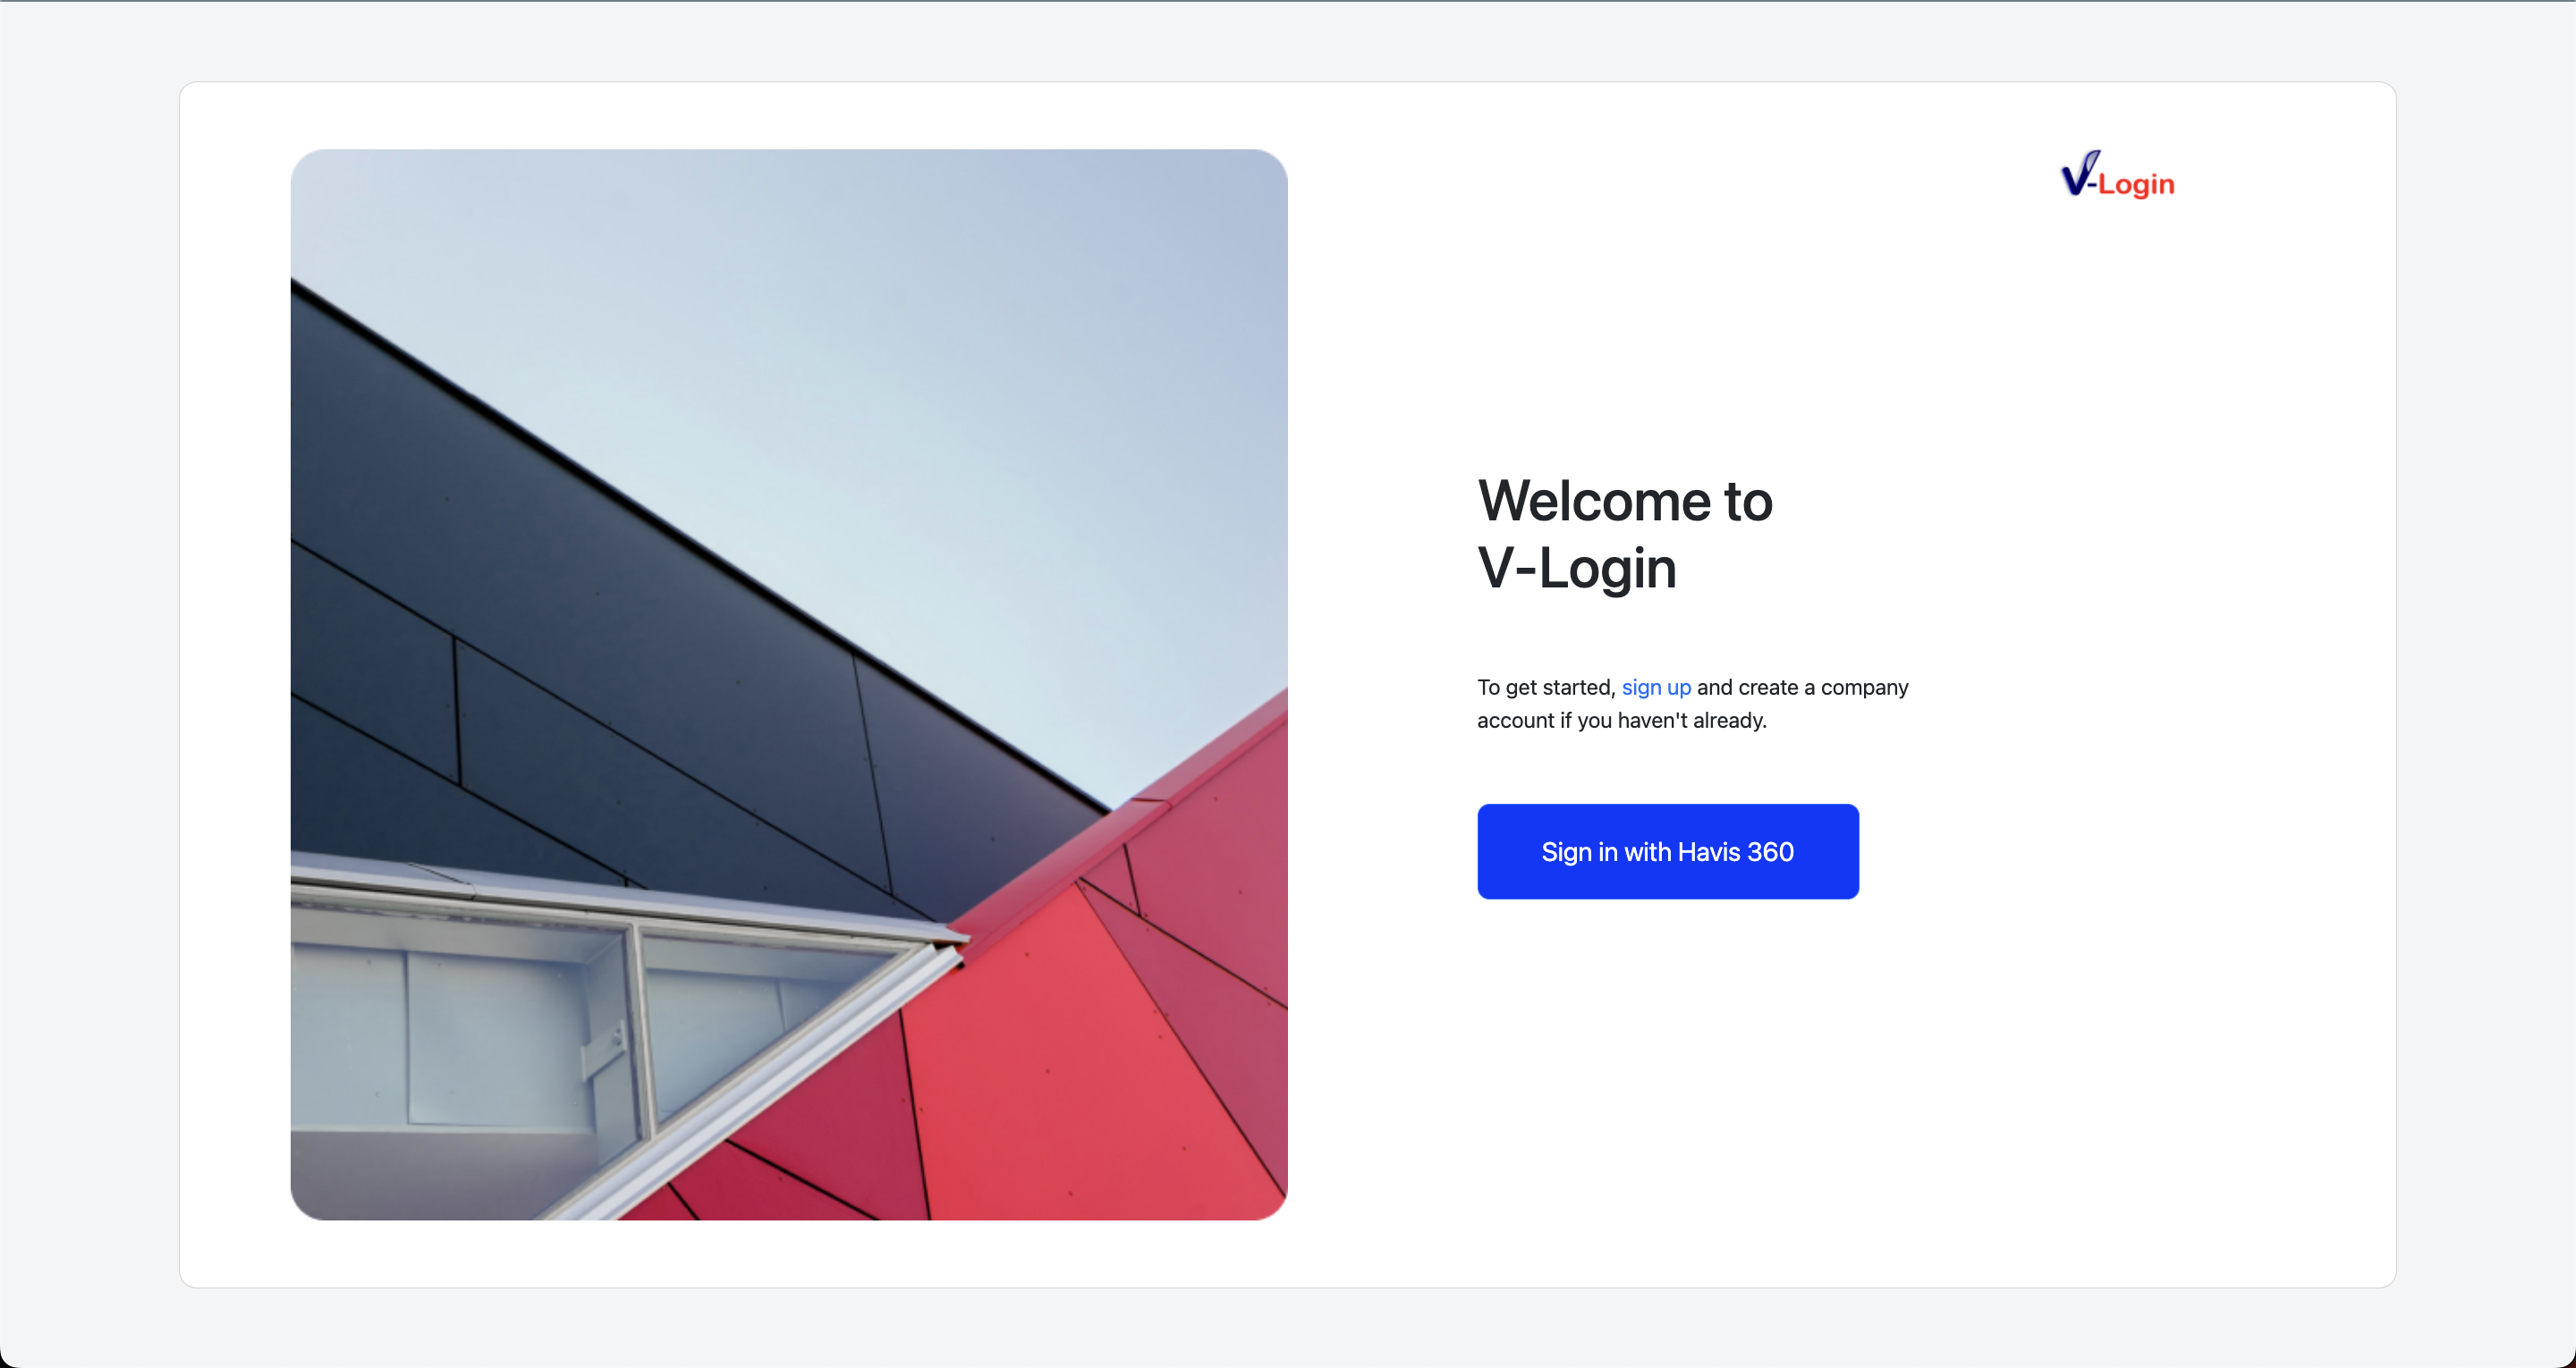 V-Login
Welcome to
V-Login
To get started, sign up and create a company
account if you haven't already.
Sign in with Havis 360